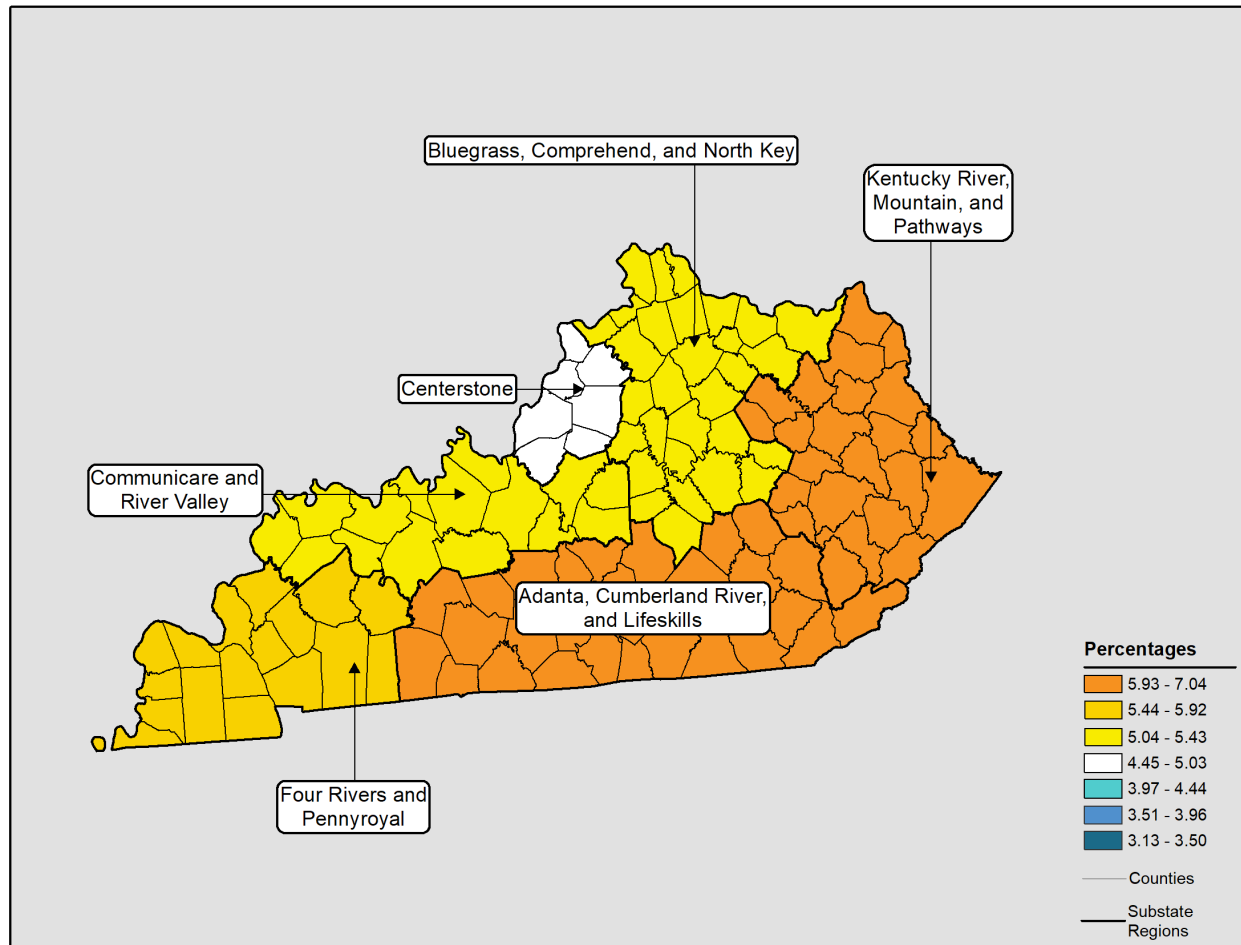 Bluegrass, Comprehend, and North Key
Kentucky River,
Mountain, and
Pathways
Centerstone
Communicare and
River Valley
Adanta, Cumberland River,
and Lifeskills
Four Rivers and
Pennyroyal
Percentages
5.93 - 7.04
5.44 - 5.92
5.04 - 5.43
4.45 - 5.03
3.97 - 4.44
3.51 - 3.96
3.13 - 3.50
Counties
Substate
Regions